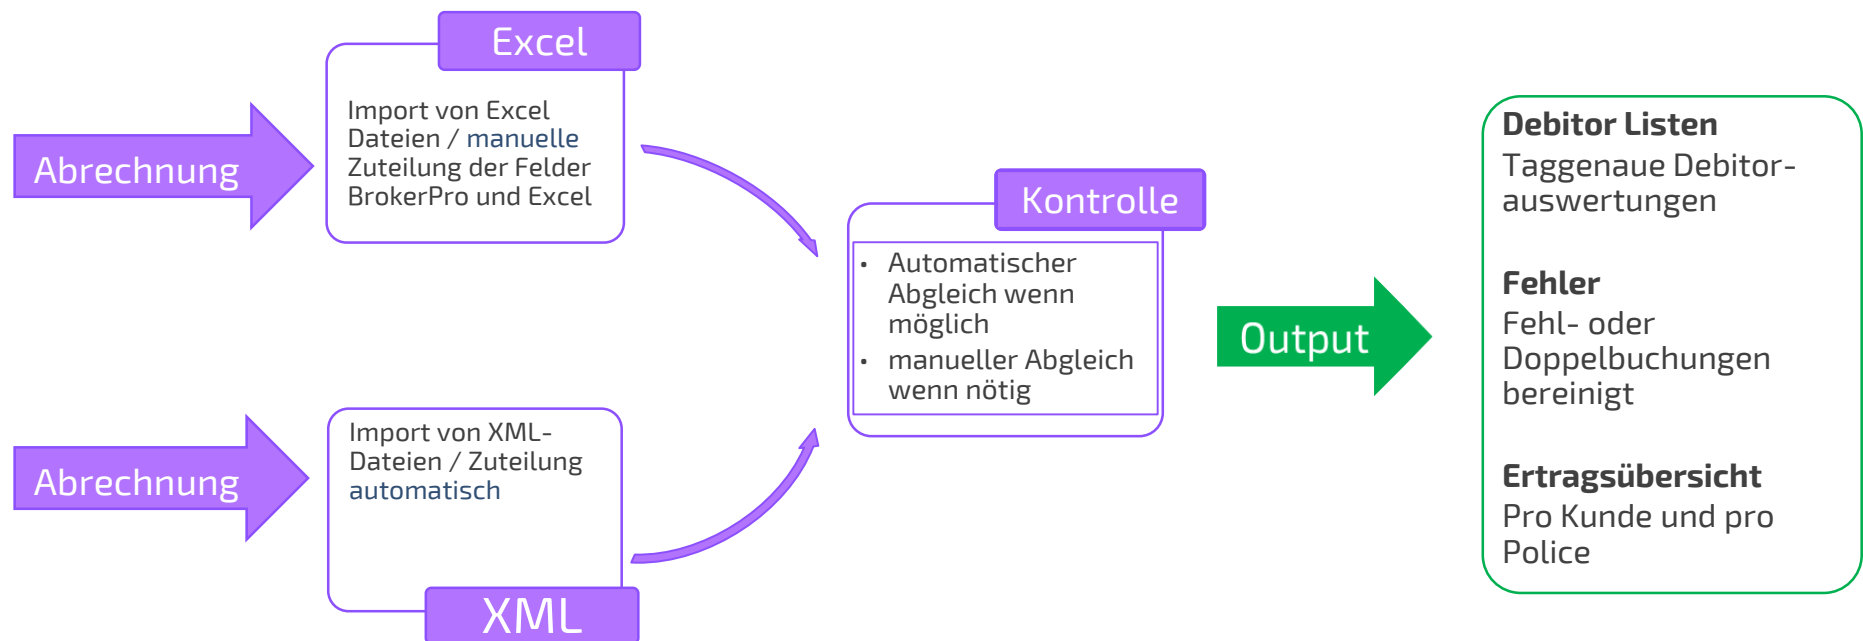 Excel
Abrechnung
Import von Excel
Dateien / manuelle
Zuteilung der Felder
BrokerPro und Excel
Abrechnung
Import von XML-
Dateien / Zuteilung
automatisch
XML
Kontrolle
• Automatischer
Abgleich wenn
möglich
• manueller Abgleich
wenn nötig
Output
Debitor Listen
Taggenaue Debitor-
auswertungen
Fehler
Fehl- oder
Doppelbuchungen
bereinigt
Ertragsübersicht
Pro Kunde und pro
Police